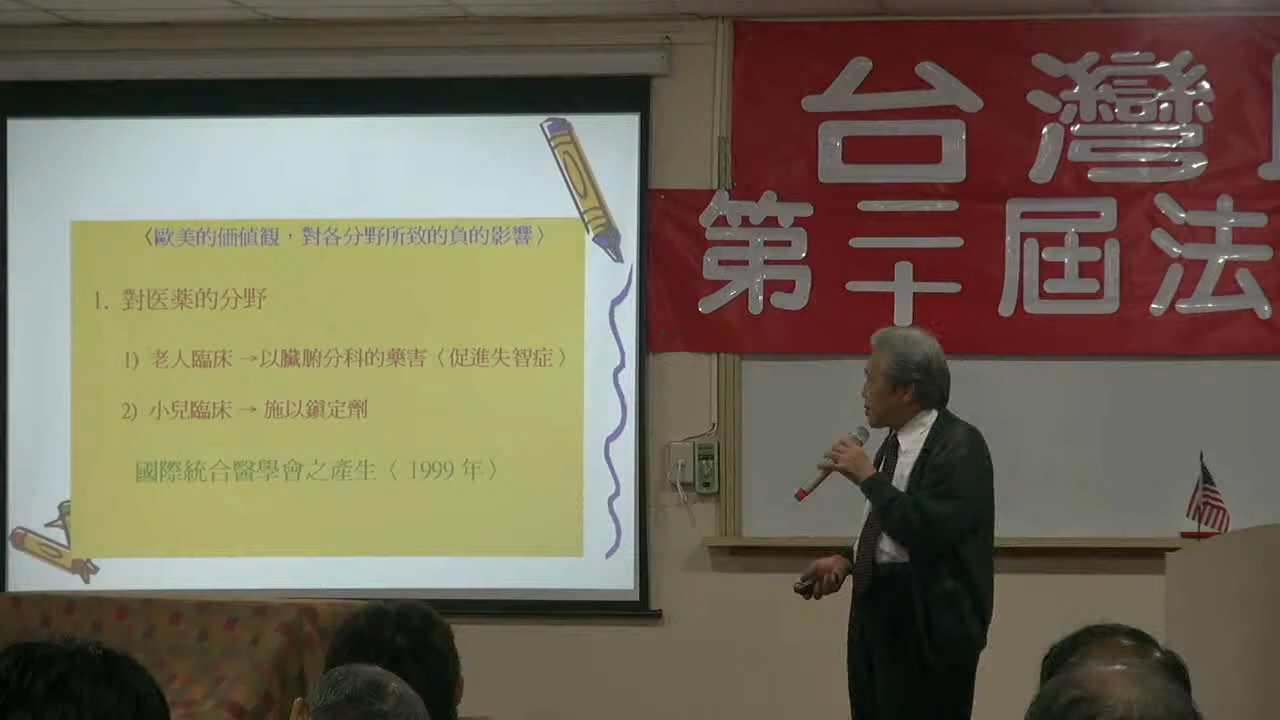 〈歐美的価値観，對各分野所致的負的影響〉
1. 對医薬的分野
1) 老人臨床→以臟腑分科的藥害〈促進失智症〉
2) 小兒臨床→ 施以鎮定劑
國際統合醫學會之產生〈 1999 年〉
台灣
第二十屆法